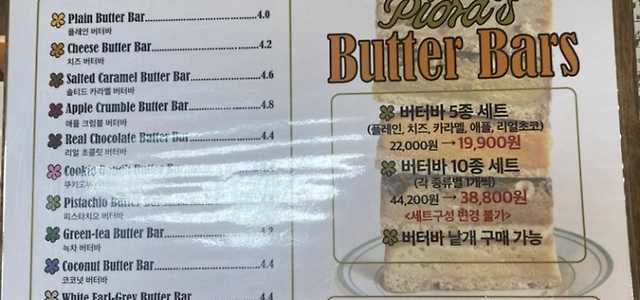 Plain Butter Bar 4.0
플레인 버터바
Cheese Butter Bar 4.2
치즈 버터바
Salted Caramel Butter Bar 4.6
솔티드 카라멜 버터바
Apple Crumble Butter Bar 4.8
애플 크럼블 버터바
Real Chocolate Butter Bar 4.4
리얼 초콜릿 버터바
Cookie Butter Bar
쿠키
Pistachio Butter Bar 4.4
피스타치오 버터바
Green-tea Butter Bar
녹차 버터바
Coconut Butter Bar 4.4
코코넛 버터바
White Earl-Grey Butter Bar 4.4
Piora's
Butter Bars
버터바 5종 세트
(플레인, 치즈, 카라멜, 애플, 리얼초코)
22,000원 → 19,900원
버터바 10종 세트
(각 종류별 1개씩)
44,200원 → 38,800원
<세트구성 변경 불가>
버터바 낱개 구매 가능